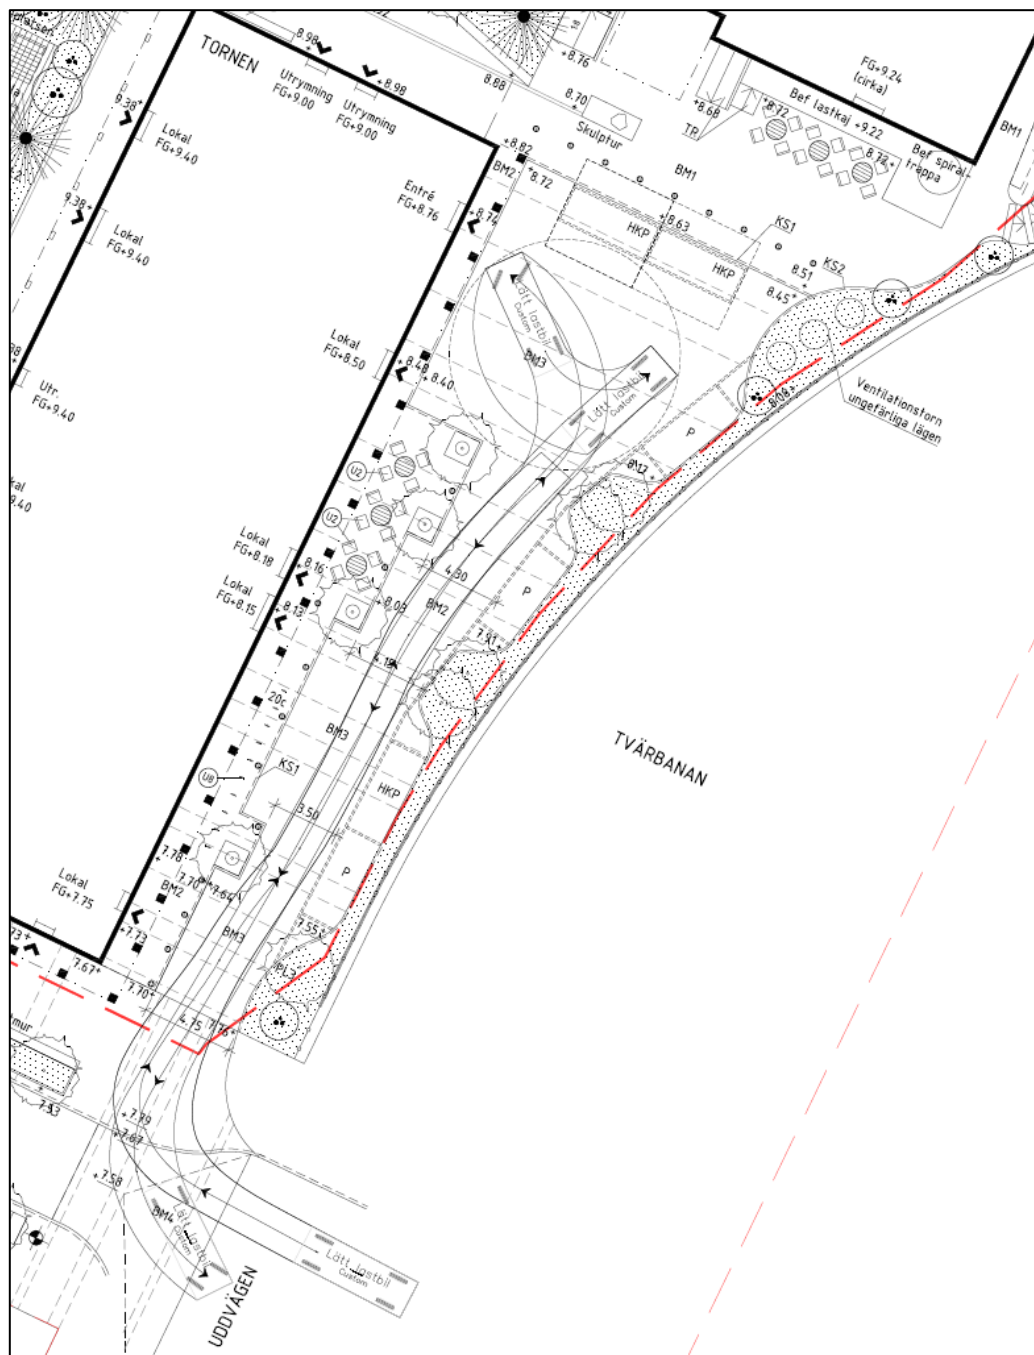 TORNEN
8.98
+8.98
Utrymning
FG+9.00
Utrymning
FG+9.00
8.88
+8.76
8.70
Skulptur
+8.68
TR
FG+9.24
(cirka)
Bef lastkaj +9.22
8.72
8.72+
Bef spiral-
trappa
BM1
BM1
9.38+
Lokal
FG+9.40
9.38+
Lokal
FG+9.40
+8.82
BM2
+8.72
Entré
FG+8.76
+8.74
HKP
+8.63
HKP
KS1
KS2
8.51
8.45+
Lätt lastbil
Custom
BM3
Lätt lastbil
Custom
Lokal
FG+8.50
+8.48
+8.40
8.08+
Ventilationstorn
ungefärliga lägen
Utr.
FG+9.40
P
U2
U2
Lokal
FG+8.18
+8.16
Lokal
FG+8.15
+8.13
+8.03
4.30
BM2
P
7.91+
20c
BM3
KS1
U8
3.50
HKP
P
TVÄRBANAN
+7.78
7.70
+7.64
BM2
Lokal
FG+7.75
+7.73
BM3
7.55+
PL3
7.67+
7.70+
4.75
7.76+
+7.79
+7.67
+7.58
BM4
Lätt lastbil
Custom
Lätt lastbil
Custom
UDDVÄGEN